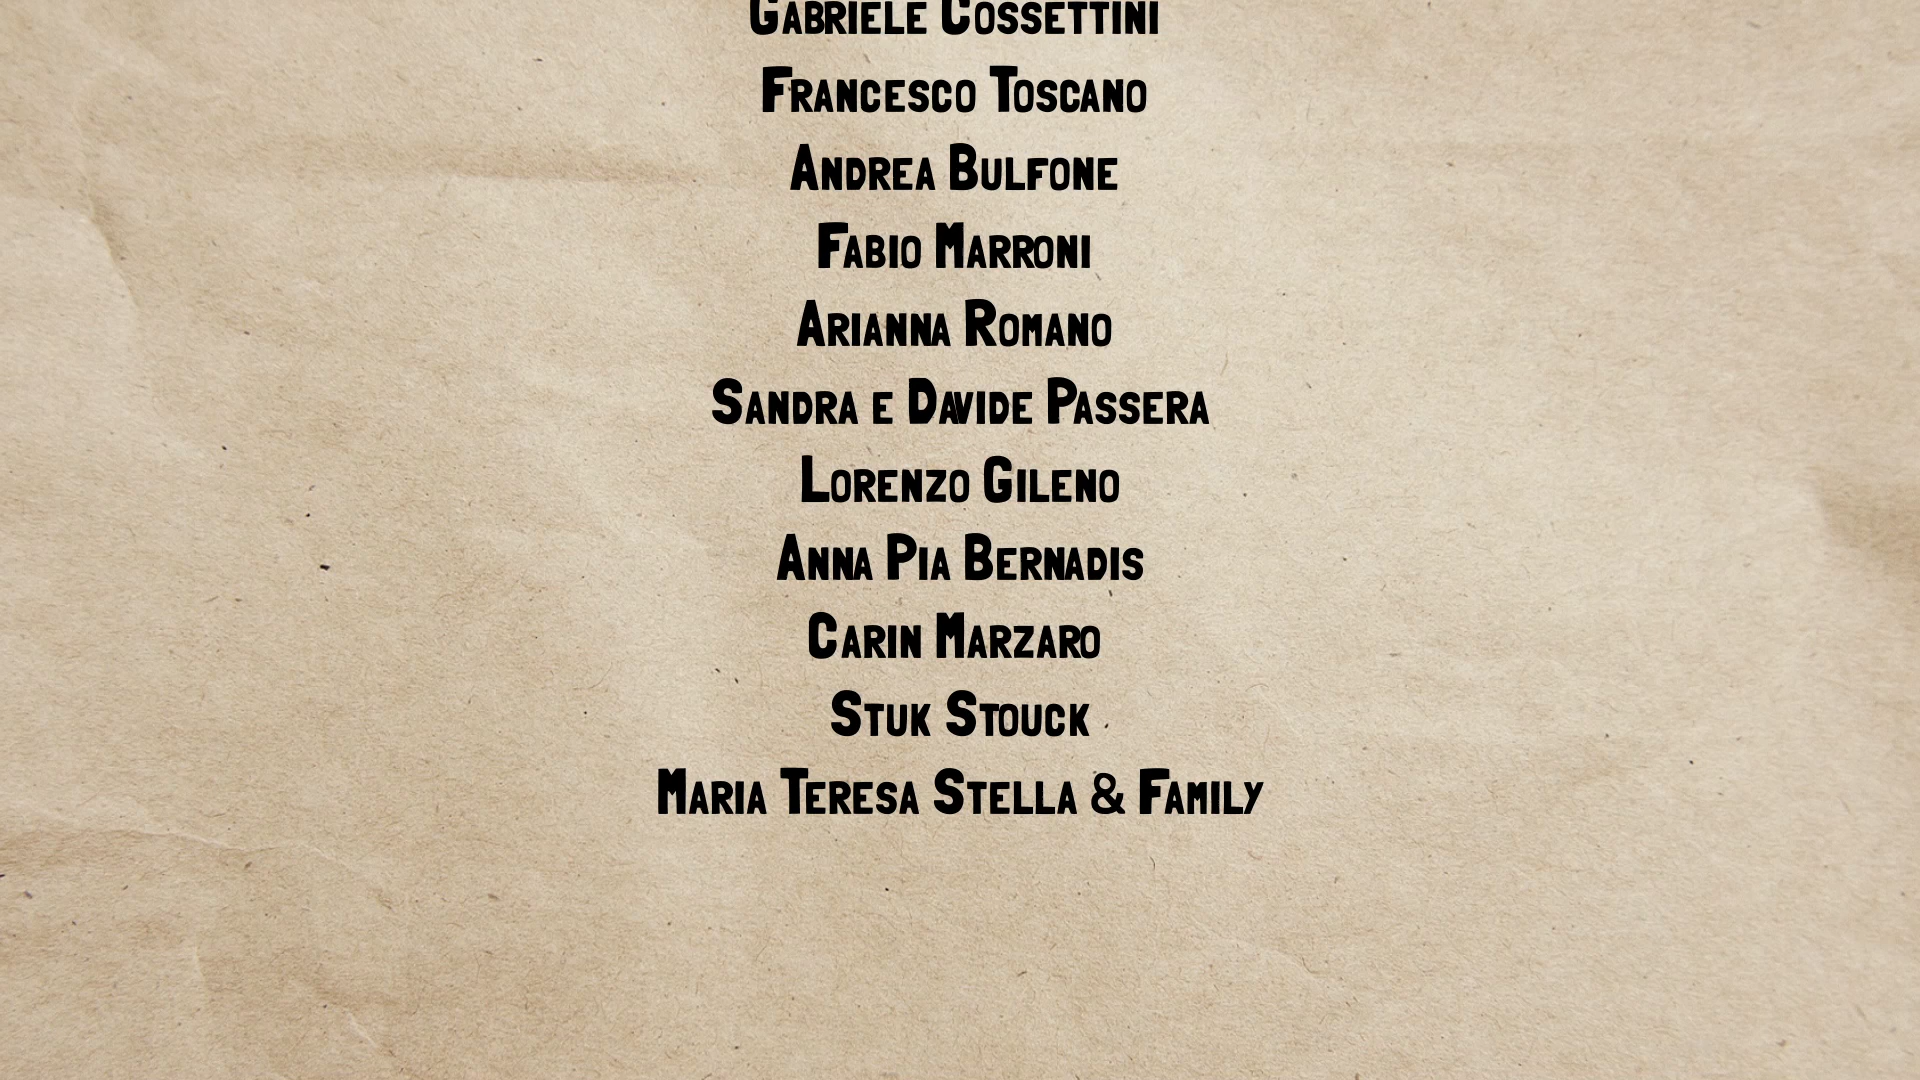 Gabriele Cossettini
Francesco Toscano
Andrea Bulfone
Fabio Marroni
Arianna Romano
Sandra e Davide Passera
Lorenzo Gileno
Anna Pia Bernadis
Carin Marzaro
Stuk Stouck
Maria Teresa Stella & Family